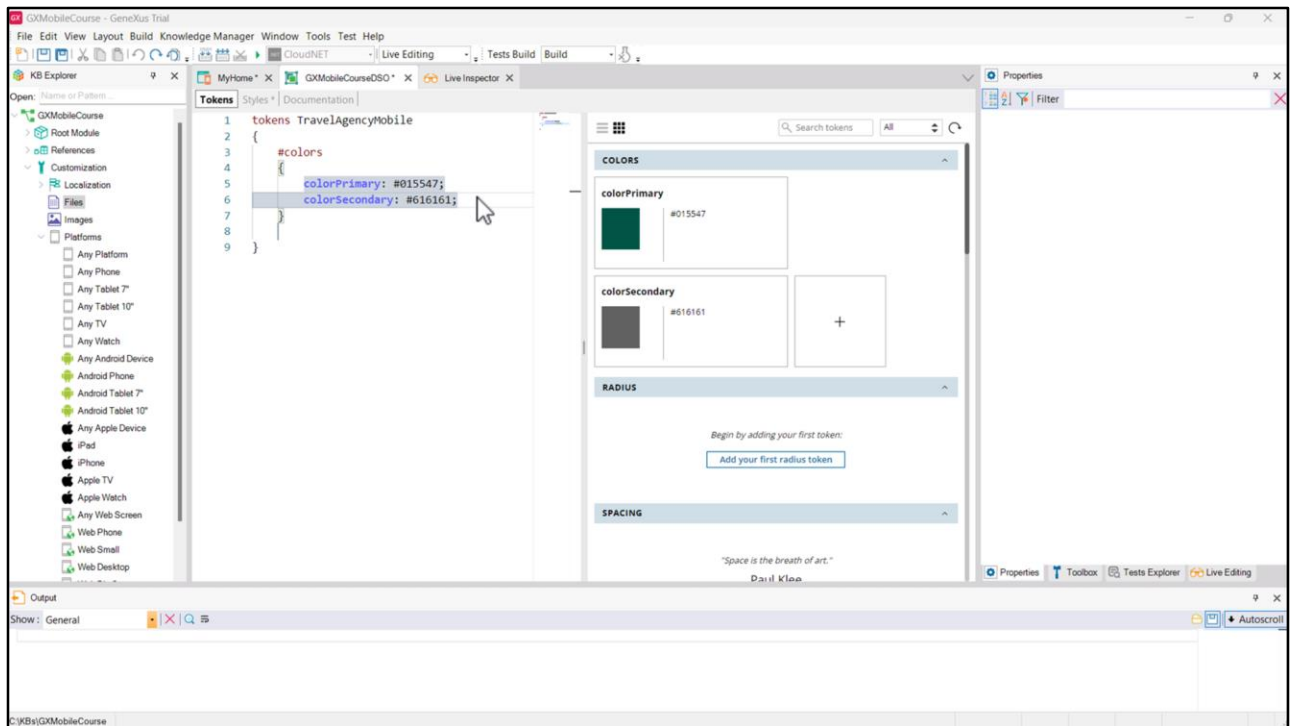 GX GXMobileCourse - GeneXus Trial
File Edit View Layout Build Knowledge Manager Window Tools Test Help
CloudNET Live Editing Tests Build Build
KB Explorer
Open: Name or Pattern...
GXMobileCourse
Root Module
References
Customization
Localization
Files
Images
Platforms
Any Platform
Any Phone
Any Tablet 7"
Any Tablet 10"
Any TV
Any Watch
Any Android Device
Android Phone
Android Tablet 7"
Android Tablet 10"
Any Apple Device
iPad
iPhone
Apple TV
Apple Watch
Any Web Screen
Web Phone
Web Small
Web Desktop
MyHome* X GXMobileCourseDSO* X Live Inspector X
Tokens Styles * Documentation
1 tokens TravelAgencyMobile
2 {
3 #colors
4 {
5 colorPrimary: #015547;
6 colorSecondary: #616161;
7 }
8
9 }
Search tokens All
COLORS
colorPrimary
#015547
colorSecondary
#616161
+
RADIUS
Begin by adding your first token:
Add your first radius token
SPACING
"Space is the breath of art."
Paul Klee
Properties
Filter
Properties Toolbox Tests Explorer Live Editing
Output
Show: General
Autoscroll
C:\KBs\GXMobileCourse